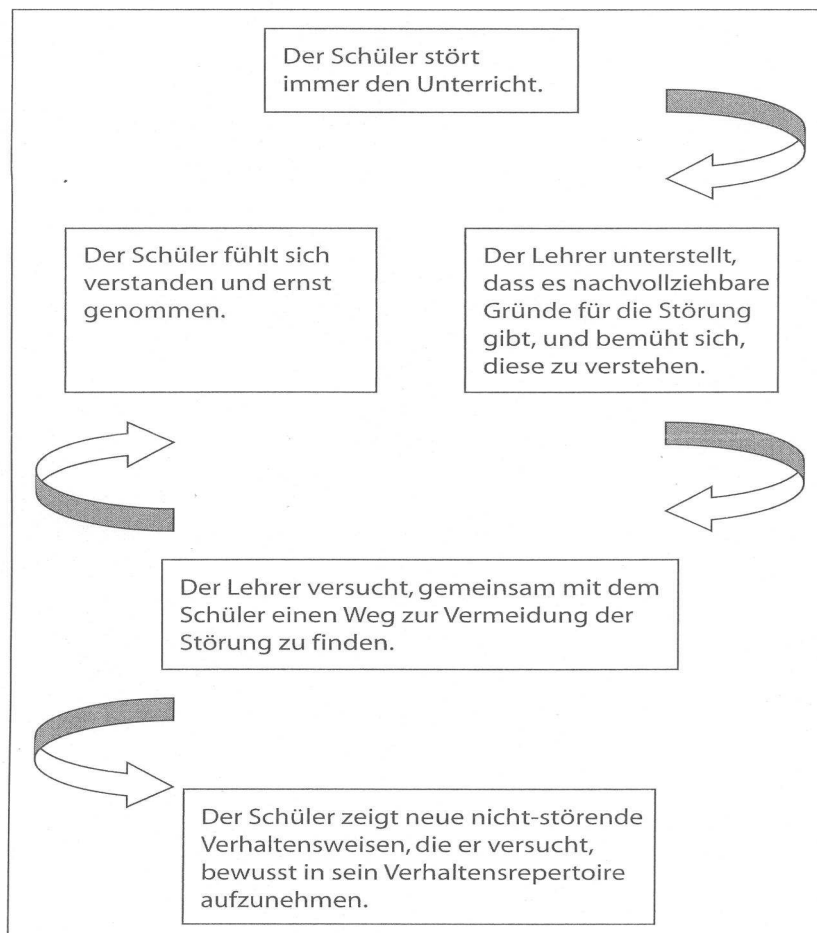 Der Schüler stört
immer den Unterricht.
Der Schüler fühlt sich
verstanden und ernst
genommen.
Der Lehrer unterstellt,
dass es nachvollziehbare
Gründe für die Störung
gibt, und bemüht sich,
diese zu verstehen.
Der Lehrer versucht, gemeinsam mit dem
Schüler einen Weg zur Vermeidung der
Störung zu finden.
Der Schüler zeigt neue nicht-störende
Verhaltensweisen, die er versucht,
bewusst in sein Verhaltensrepertoire
aufzunehmen.